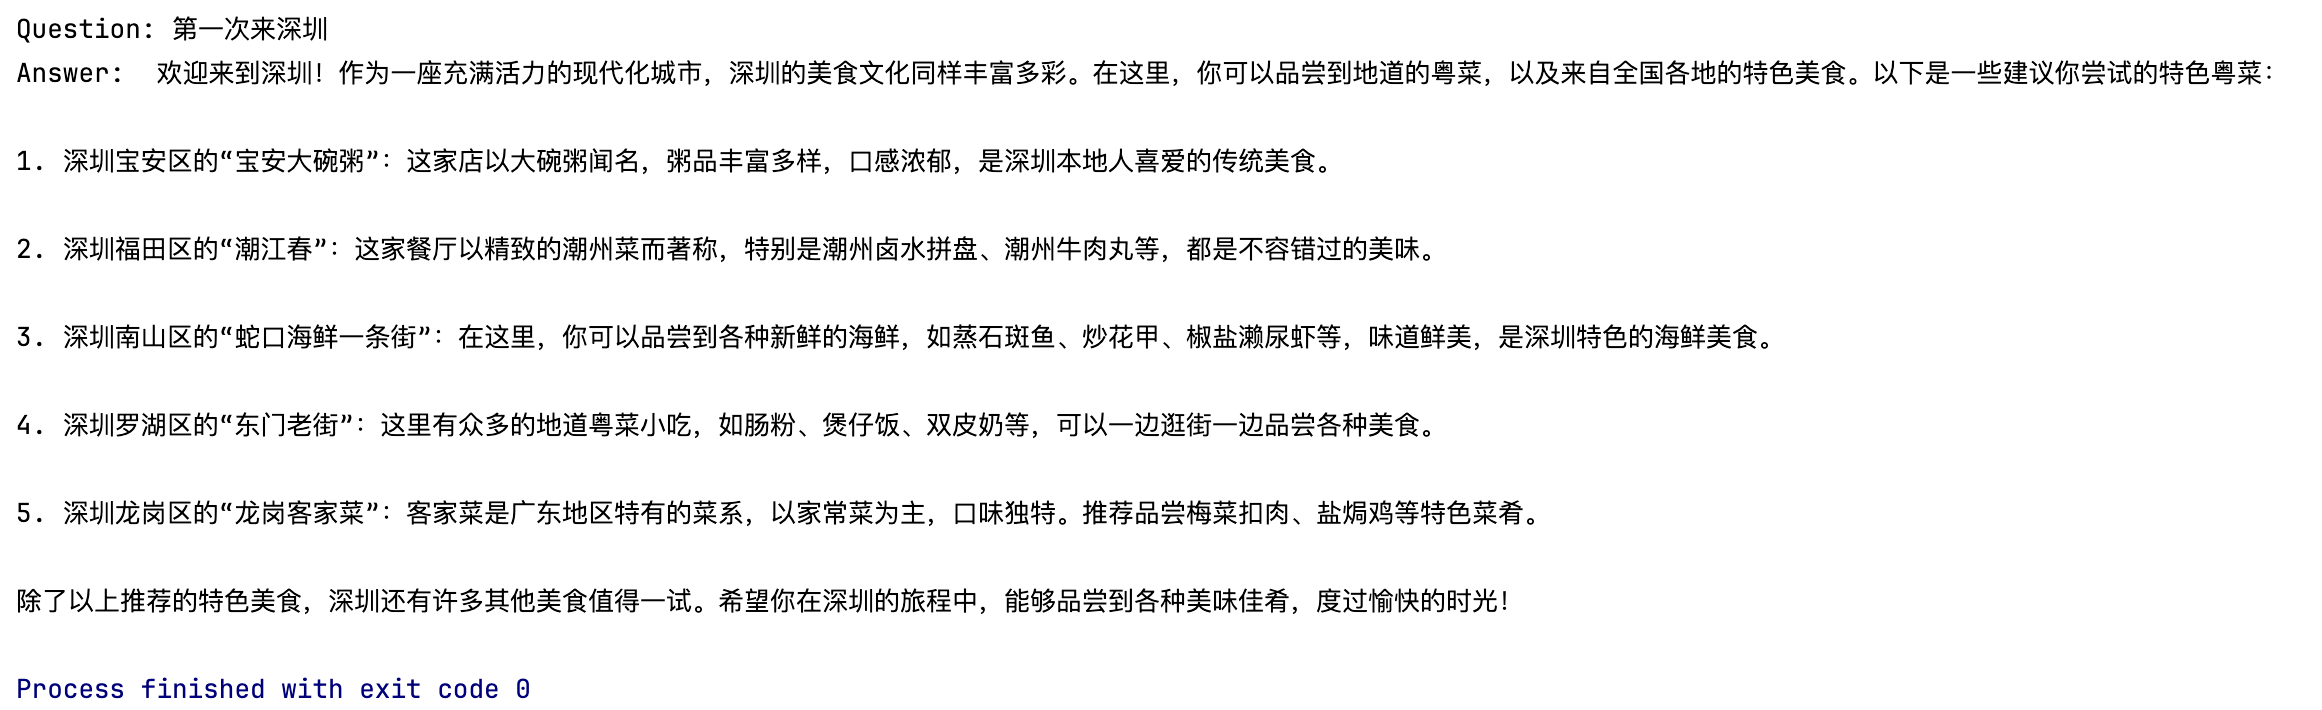 Question: 第一次来深圳
Answer:  欢迎来到深圳！作为一座充满活力的现代化城市，深圳的美食文化同样丰富多彩。在这里，你可以品尝到地道的粤菜，以及来自全国各地的特色美食。以下是一些建议你尝试的特色粤菜：
1. 深圳宝安区的“宝安大碗粥”：这家店以大碗粥闻名，粥品丰富多样，口感浓郁，是深圳本地人喜爱的传统美食。
2. 深圳福田区的“潮江春”：这家餐厅以精致的潮州菜而著称，特别是潮州卤水拼盘、潮州牛肉丸等，都是不容错过的美味。
3. 深圳南山区的“蛇口海鲜一条街”：在这里，你可以品尝到各种新鲜的海鲜，如蒸石斑鱼、炒花甲、椒盐濑尿虾等，味道鲜美，是深圳特色的海鲜美食。
4. 深圳罗湖区的“东门老街”：这里有众多的地道粤菜小吃，如肠粉、煲仔饭、双皮奶等，可以一边逛街一边品尝各种美食。
5. 深圳龙岗区的“龙岗客家菜”：客家菜是广东地区特有的菜系，以家常菜为主，口味独特。推荐品尝梅菜扣肉、盐焗鸡等特色菜肴。
除了以上推荐的特色美食，深圳还有许多其他美食值得一试。希望你在深圳的旅程中，能够品尝到各种美味佳肴，度过愉快的时光！
Process finished with exit code 0